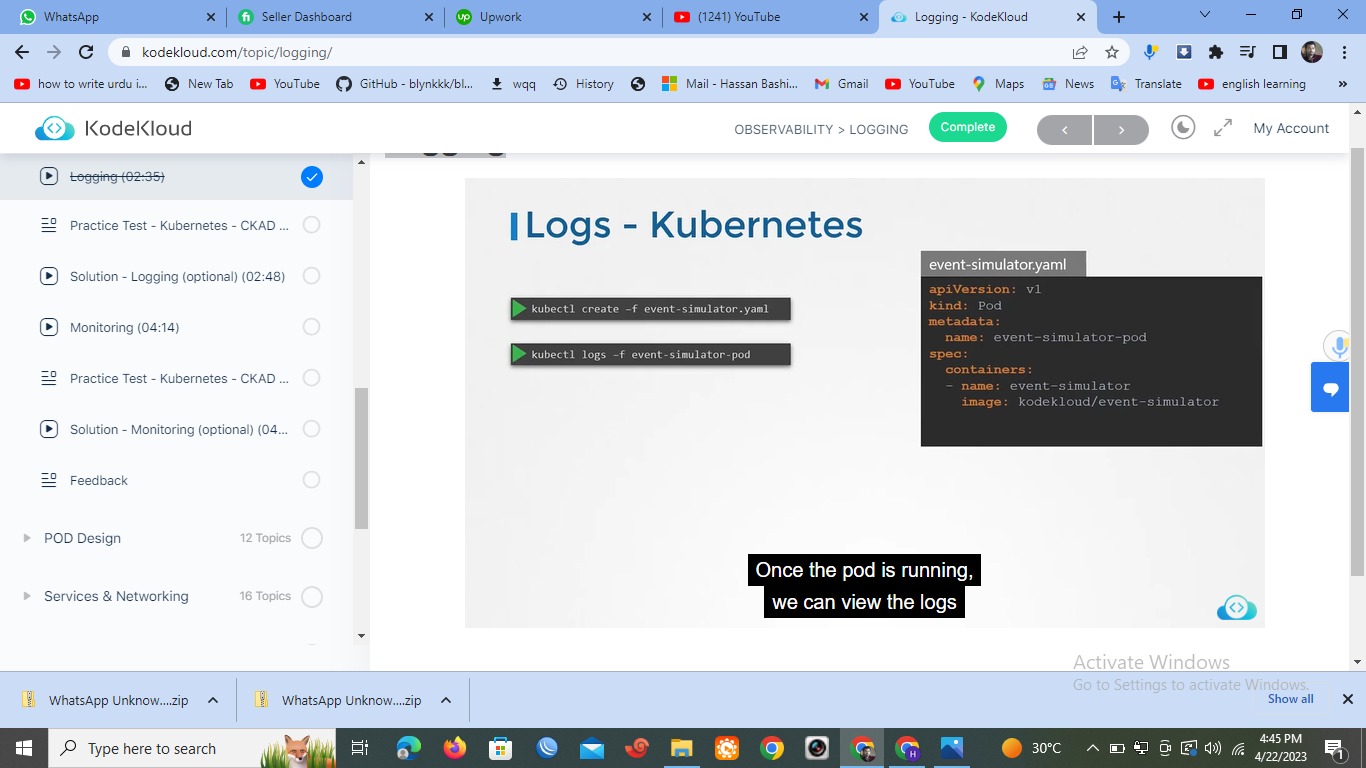 WhatsApp
Seller Dashboard
Upwork
(1241) YouTube
Logging - KodeKloud
kodekloud.com/topic/logging/
how to write urdu i...
New Tab
YouTube
GitHub - blynkkk/bl...
wqq
History
Mail - Hassan Bashi...
Gmail
YouTube
Maps
News
Translate
english learning
KodeKloud
OBSERVABILITY > LOGGING
Complete
My Account
Logging (02:35)
Practice Test - Kubernetes - CKAD ...
Solution - Logging (optional) (02:48)
Monitoring (04:14)
Practice Test - Kubernetes - CKAD ...
Solution - Monitoring (optional) (04...
Feedback
POD Design 12 Topics
Services & Networking 16 Topics
Logs - Kubernetes
kubectl create –f event-simulator.yaml
kubectl logs –f event-simulator-pod
event-simulator.yaml
apiVersion: v1
kind: Pod
metadata:
name: event-simulator-pod
spec:
containers:
- name: event-simulator
image: kodekloud/event-simulator
Once the pod is running,
we can view the logs
Activate Windows
Go to Settings to activate Windows.
WhatsApp Unknow....zip
WhatsApp Unknow....zip
Show all
Type here to search
30°C
4:45 PM
4/22/2023
1